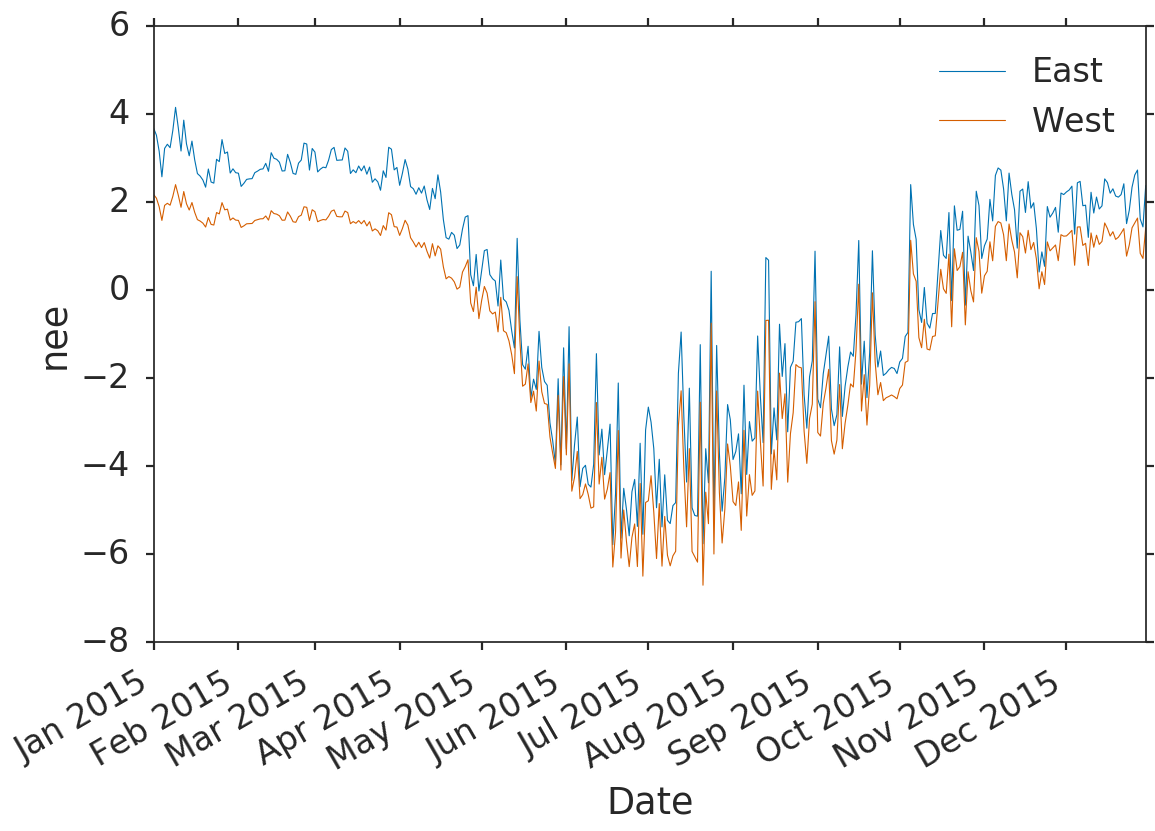 6
4
2
0
−2
−4
−6
−8
nee
East
West
Jan 2015
Feb 2015
Mar 2015
Apr 2015
May 2015
Jun 2015
Jul 2015
Aug 2015
Sep 2015
Oct 2015
Nov 2015
Dec 2015
Date